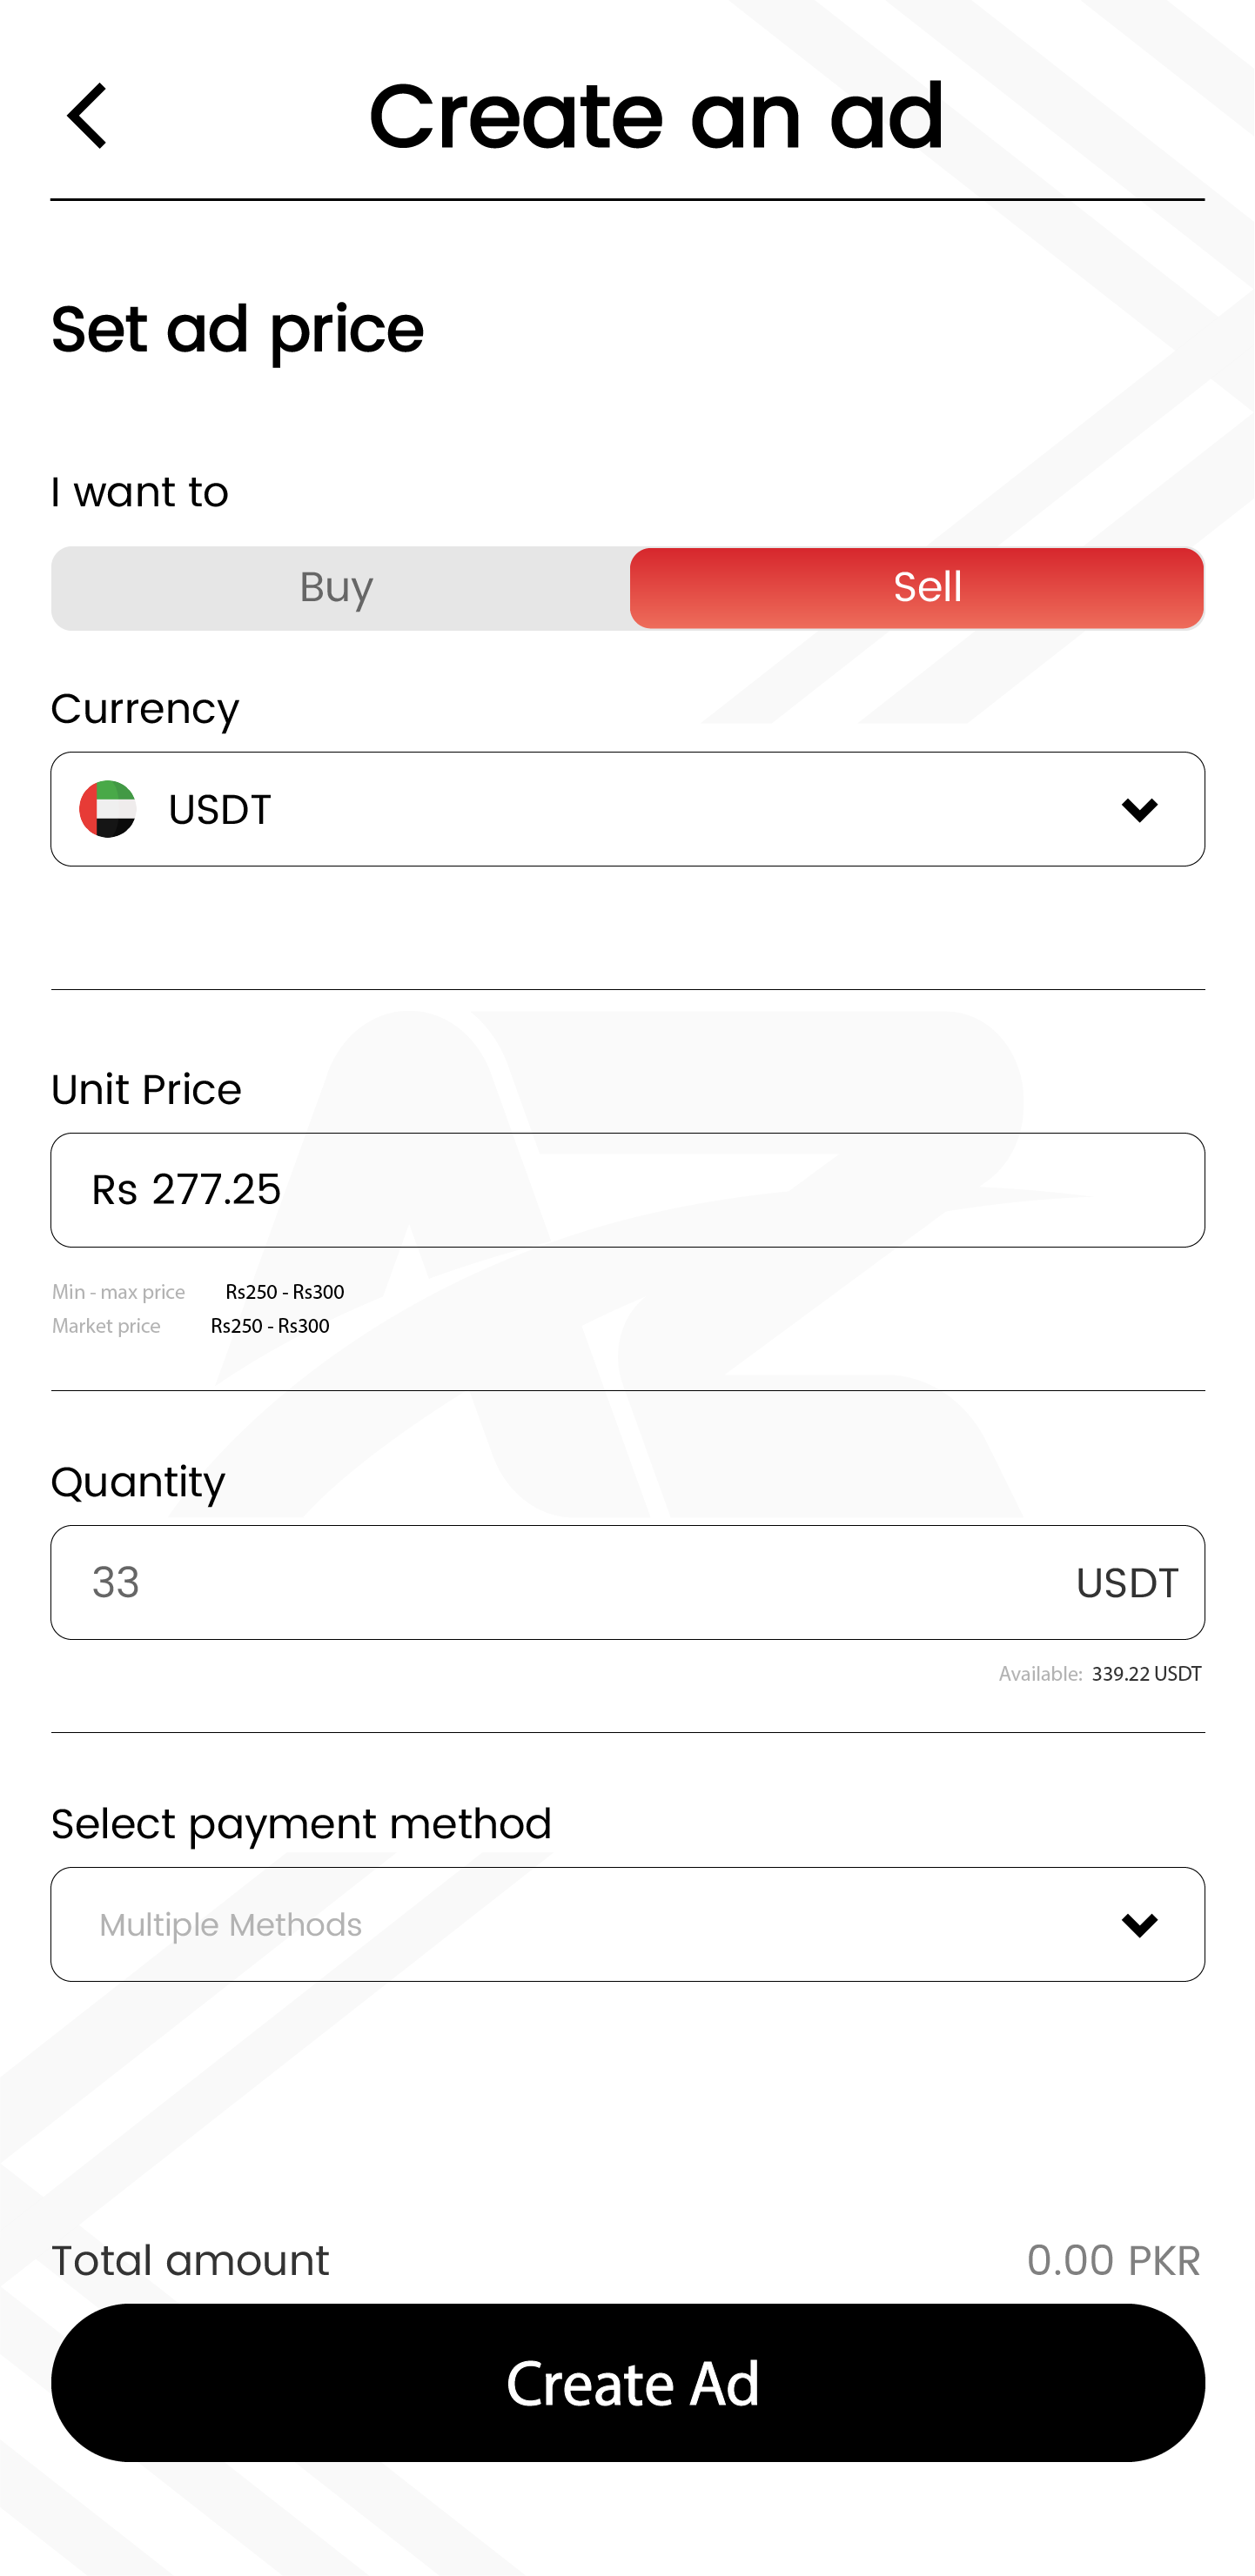 Create an ad
Set ad price
I want to
Buy Sell
Currency
USDT
Unit Price
Rs 277.25
Min - max price Rs250 - Rs300
Market price Rs250 - Rs300
Quantity
33 USDT
Available: 339.22 USDT
Select payment method
Multiple Methods
Total amount 0.00 PKR
Create Ad